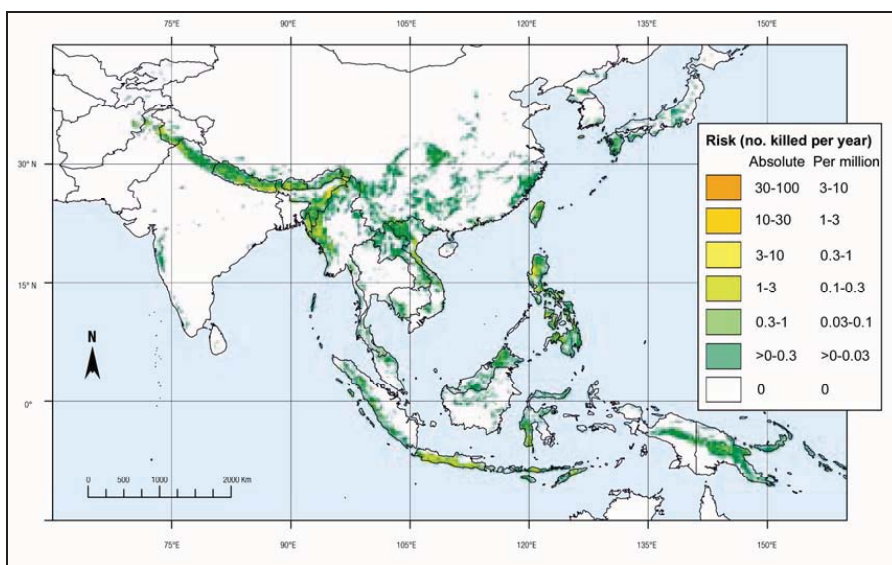 75°E 90°E 105°E 120°E 135°E 150°E
Risk (no. killed per year)
Absolute Per million
30-100 3-10
10-30 1-3
3-10 0.3-1
1-3 0.1-0.3
0.3-1 0.03-0.1
>0-0.3 >0-0.03
0 0
30°N
15°N
N
0°
0 500 1000 2000 Km
75°E 90°E 105°E 120°E 135°E 150°E